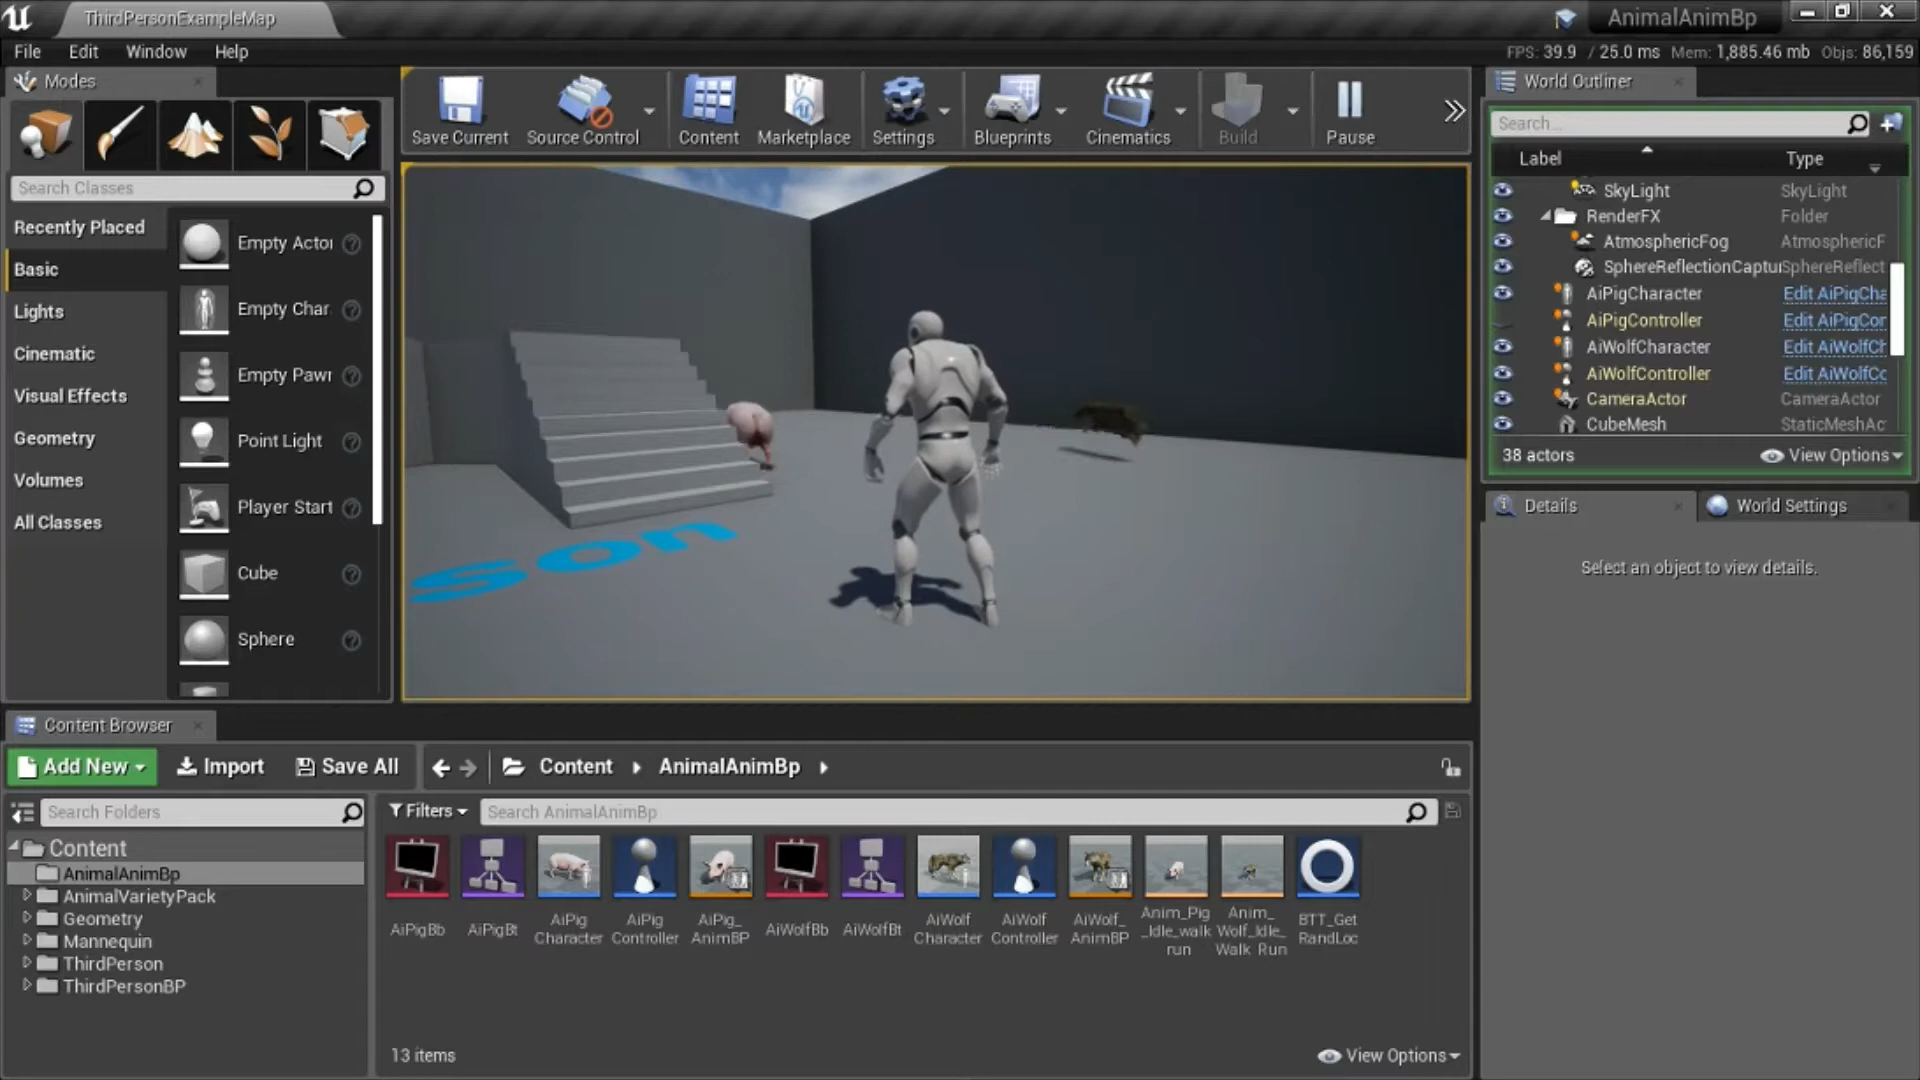 ThirdPersonExampleMap
AnimalAnimBp
File Edit Window Help
FPS: 39.9 / 25.0 ms Mem: 1,885.46 mb Objs: 86,159
Modes
Search Classes
Recently Placed
Basic
Lights
Cinematic
Visual Effects
Geometry
Volumes
All Classes
Empty Actor
Empty Char
Empty Pawn
Point Light
Player Start
Cube
Sphere
Save Current
Source Control
Content
Marketplace
Settings
Blueprints
Cinematics
Build
Pause
son
World Outliner
Search...
Label Type
SkyLight SkyLight
RenderFX Folder
AtmosphericFog AtmosphericF
SphereReflectionCaptur SphereReflect
AiPigCharacter Edit AiPigCha
AiPigController Edit AiPigCon
AiWolfCharacter Edit AiWolfCh
AiWolfController Edit AiWolfCo
CameraActor CameraActor
CubeMesh StaticMeshAc
38 actors View Options
Details
World Settings
Select an object to view details.
Content Browser
Add New Import Save All Content AnimalAnimBp
Search Folders
Content
AnimalAnimBp
AnimalVarietyPack
Geometry
Mannequin
ThirdPerson
ThirdPersonBP
Filters
Search AnimalAnimBp
AiPigBb
AiPigBt
AiPig
Character
AiPig
Controller
AiPig_
AnimBP
AiWolfBb
AiWolfBt
AiWolf
Character
AiWolf
Controller
AiWolf_
AnimBP
Anim_Pig
_Idle_walk
run
Anim_
Wolf_Idle_
Walk_Run
BTT_Get
RandLoc
13 items
View Options